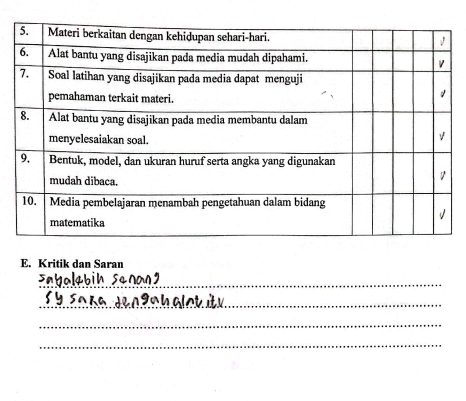 5. Materi berkaitan dengan kehidupan sehari-hari. √
6. Alat bantu yang disajikan pada media mudah dipahami. √
7. Soal latihan yang disajikan pada media dapat menguji
pemahaman terkait materi. √
8. Alat bantu yang disajikan pada media membantu dalam
menyelesaiakan soal. √
9. Bentuk, model, dan ukuran huruf serta angka yang digunakan
mudah dibaca. √
10. Media pembelajaran menambah pengetahuan dalam bidang
matematika √
E. Kritik dan Saran
sayalebih senang
sy saka dengan alat itu